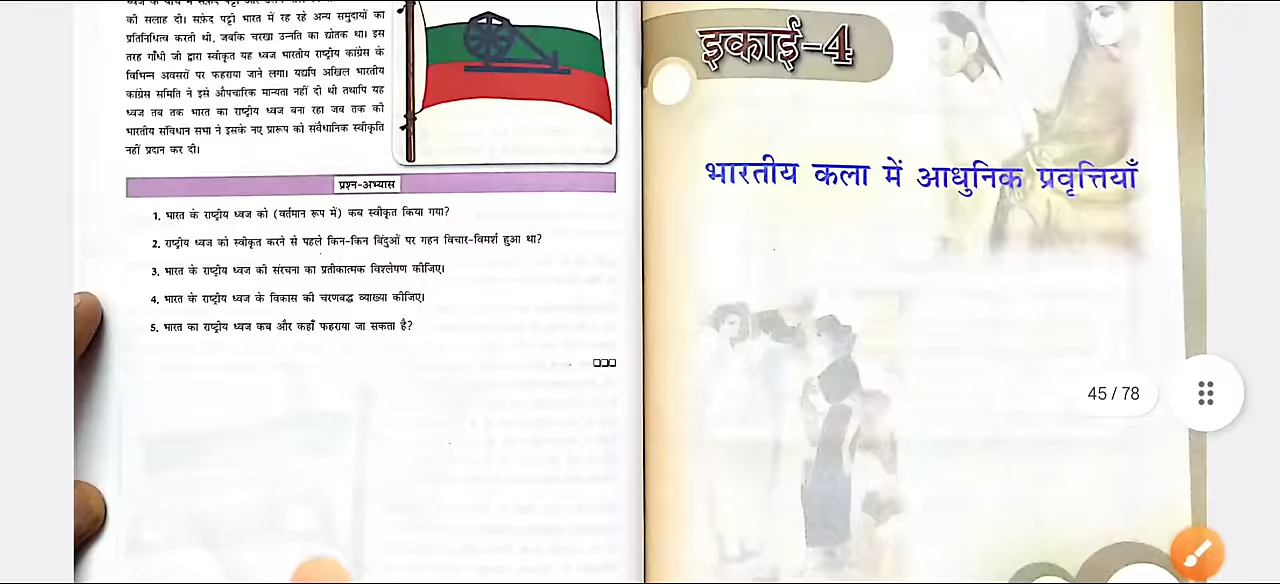 की सलाह दी। सफ़ेद पट्टी भारत में रह रहे अन्य समुदायों का
प्रतिनिधित्व करती थी, जबकि चरखा उन्नति का द्योतक था। इस
तरह गाँधी जी द्वारा स्वीकृत यह ध्वज भारतीय राष्ट्रीय कांग्रेस के
विभिन्न अवसरों पर फहराया जाने लगा। यद्यपि अखिल भारतीय
कांग्रेस समिति ने इसे औपचारिक मान्यता नहीं दी थी तथापि यह
ध्वज तब तक भारत का राष्ट्रीय ध्वज बना रहा जब तक की
भारतीय संविधान सभा ने इसके नए प्रारूप को संवैधानिक स्वीकृति
नहीं प्रदान कर दी।
प्रश्न-अभ्यास
1. भारत के राष्ट्रीय ध्वज को (वर्तमान रूप में) कब स्वीकृत किया गया?
2. राष्ट्रीय ध्वज को स्वीकृत करने से पहले किन-किन बिंदुओं पर गहन विचार-विमर्श हुआ था?
3. भारत के राष्ट्रीय ध्वज की संरचना का प्रतीकात्मक विश्लेषण कीजिए।
4. भारत के राष्ट्रीय ध्वज के विकास की चरणबद्ध व्याख्या कीजिए।
5. भारत का राष्ट्रीय ध्वज कब और कहाँ फहराया जा सकता है?
इकाई-4
भारतीय कला में आधुनिक प्रवृत्तियाँ
45 / 78